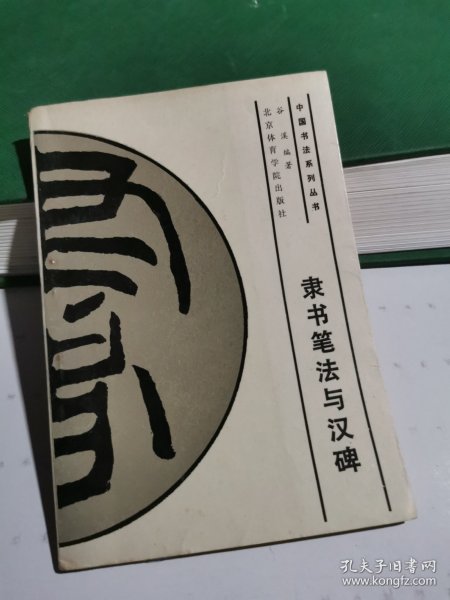 中国书法系列丛书
谷溪编著
北京体育学院出版社
隶书笔法与汉碑
孔夫子旧书网
www.kongfz.com